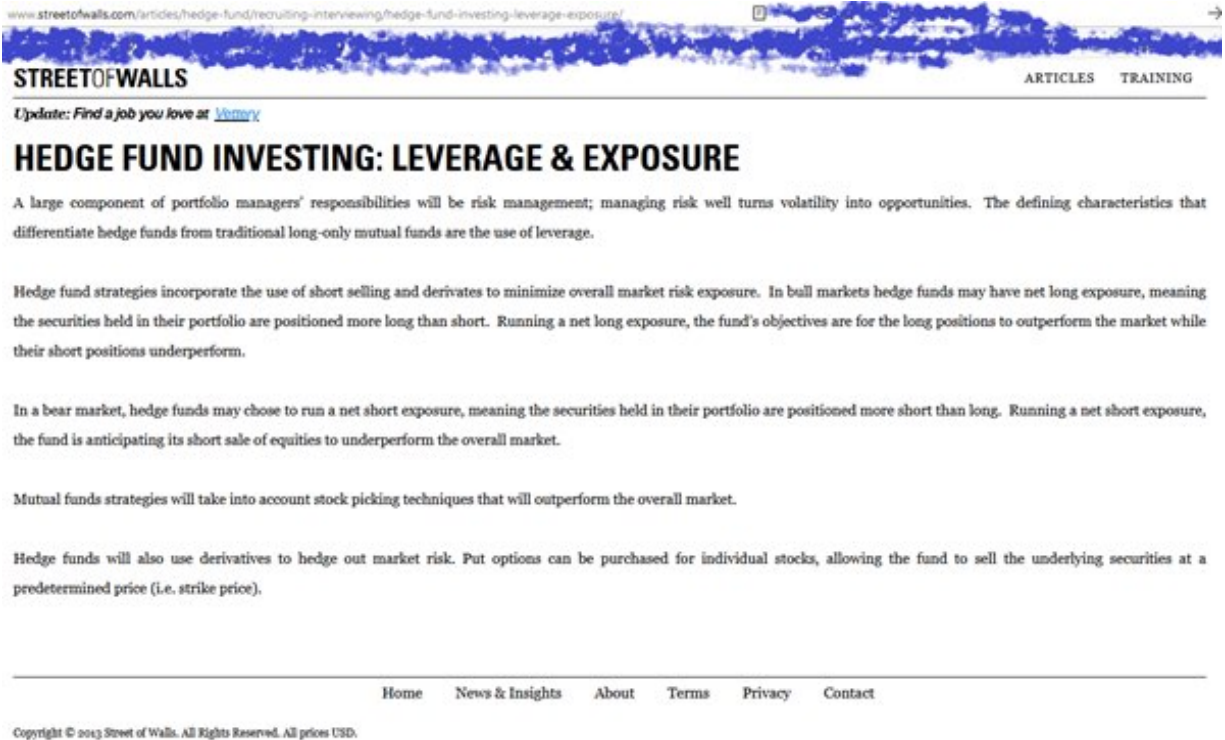 www.streetofwalls.com/articles/hedge-fund/recruiting-interviewing/hedge-fund-investing-leverage-exposure/
STREETOFWALLS
ARTICLES TRAINING
Update: Find a job you love at Vettery
HEDGE FUND INVESTING: LEVERAGE & EXPOSURE
A large component of portfolio managers' responsibilities will be risk management; managing risk well turns volatility into opportunities. The defining characteristics that
differentiate hedge funds from traditional long-only mutual funds are the use of leverage.
Hedge fund strategies incorporate the use of short selling and derivates to minimize overall market risk exposure. In bull markets hedge funds may have net long exposure, meaning
the securities held in their portfolio are positioned more long than short. Running a net long exposure, the fund's objectives are for the long positions to outperform the market while
their short positions underperform.
In a bear market, hedge funds may chose to run a net short exposure, meaning the securities held in their portfolio are positioned more short than long. Running a net short exposure,
the fund is anticipating its short sale of equities to underperform the overall market.
Mutual funds strategies will take into account stock picking techniques that will outperform the overall market.
Hedge funds will also use derivatives to hedge out market risk. Put options can be purchased for individual stocks, allowing the fund to sell the underlying securities at a
predetermined price (i.e. strike price).
Home News & Insights About Terms Privacy Contact
Copyright © 2013 Street of Walls. All Rights Reserved. All prices USD.